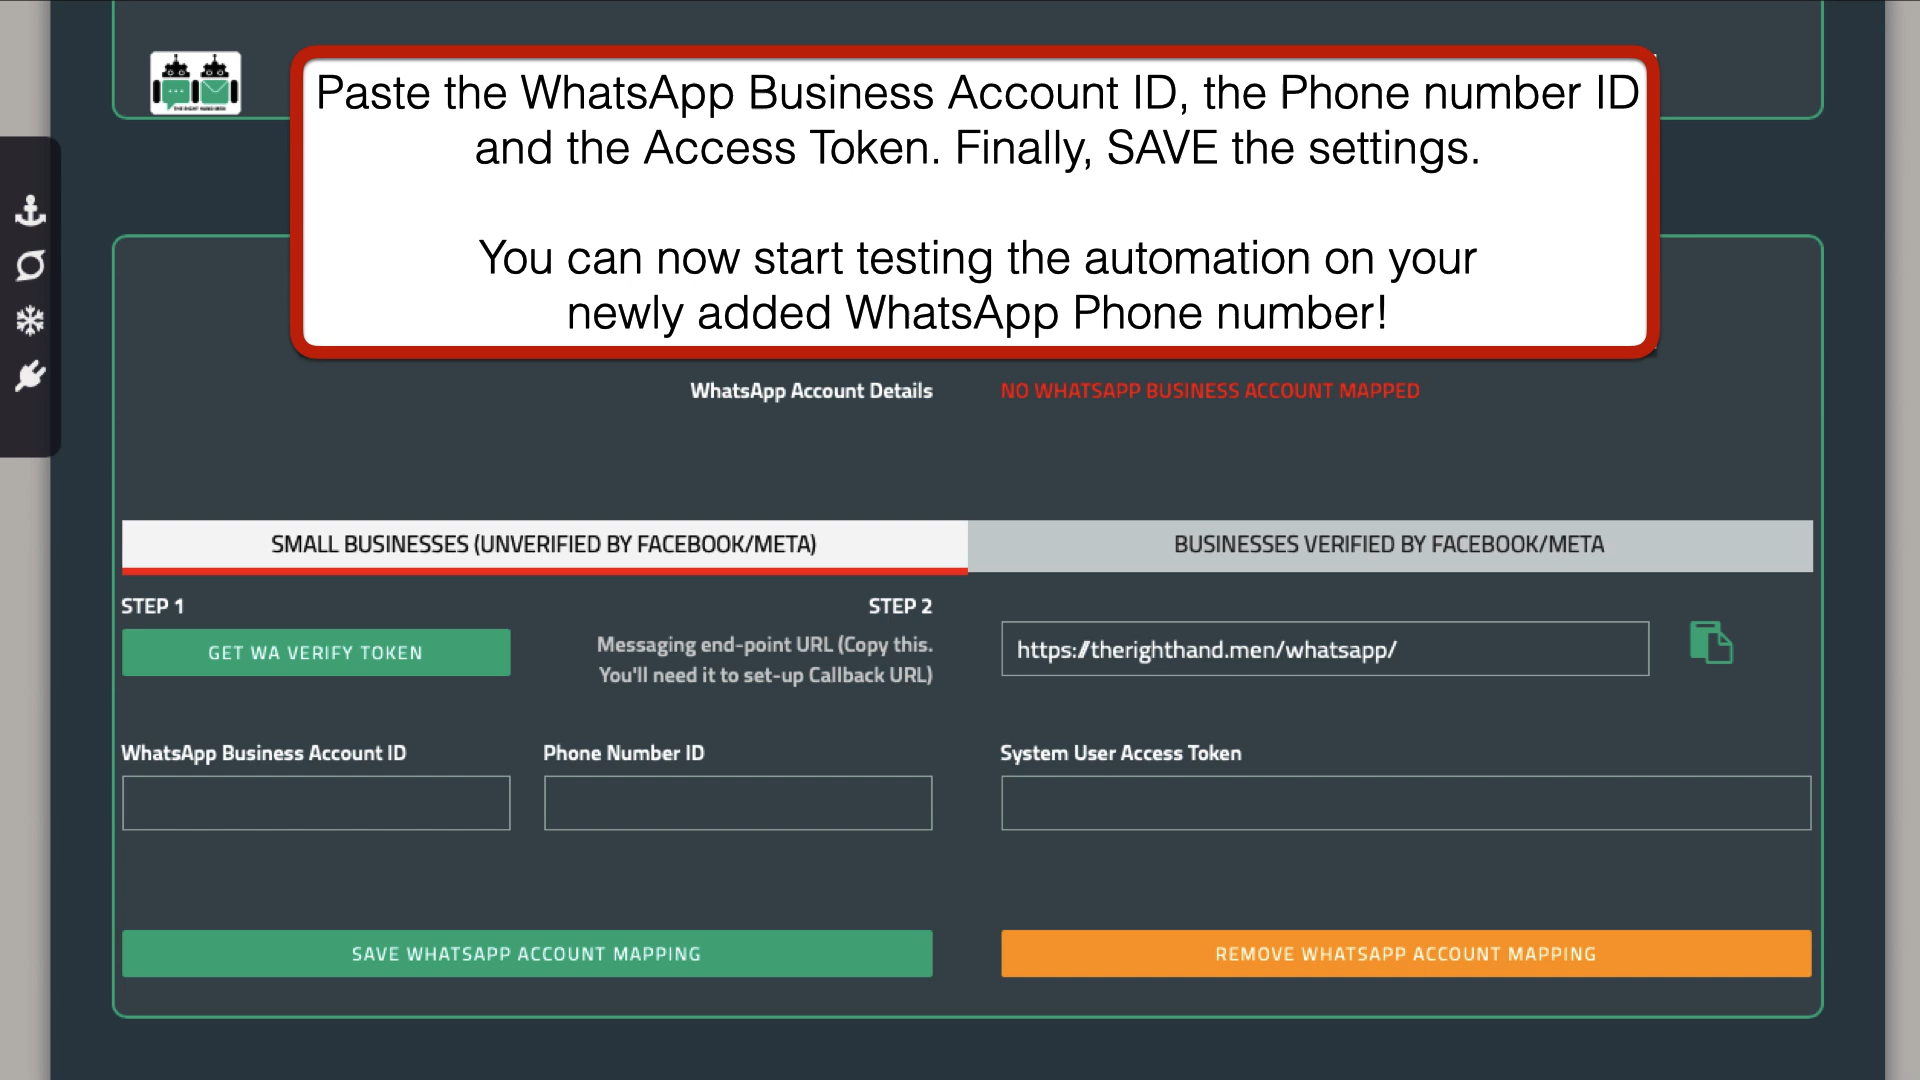 Paste the WhatsApp Business Account ID, the Phone number ID
and the Access Token. Finally, SAVE the settings.
You can now start testing the automation on your
newly added WhatsApp Phone number!
WhatsApp Account Details
NO WHATSAPP BUSINESS ACCOUNT MAPPED
SMALL BUSINESSES (UNVERIFIED BY FACEBOOK/META)
BUSINESSES VERIFIED BY FACEBOOK/META
STEP 1
GET WA VERIFY TOKEN
STEP 2
Messaging end-point URL (Copy this.
You'll need it to set-up Callback URL)
https://therighthand.men/whatsapp/
WhatsApp Business Account ID
Phone Number ID
System User Access Token
SAVE WHATSAPP ACCOUNT MAPPING
REMOVE WHATSAPP ACCOUNT MAPPING